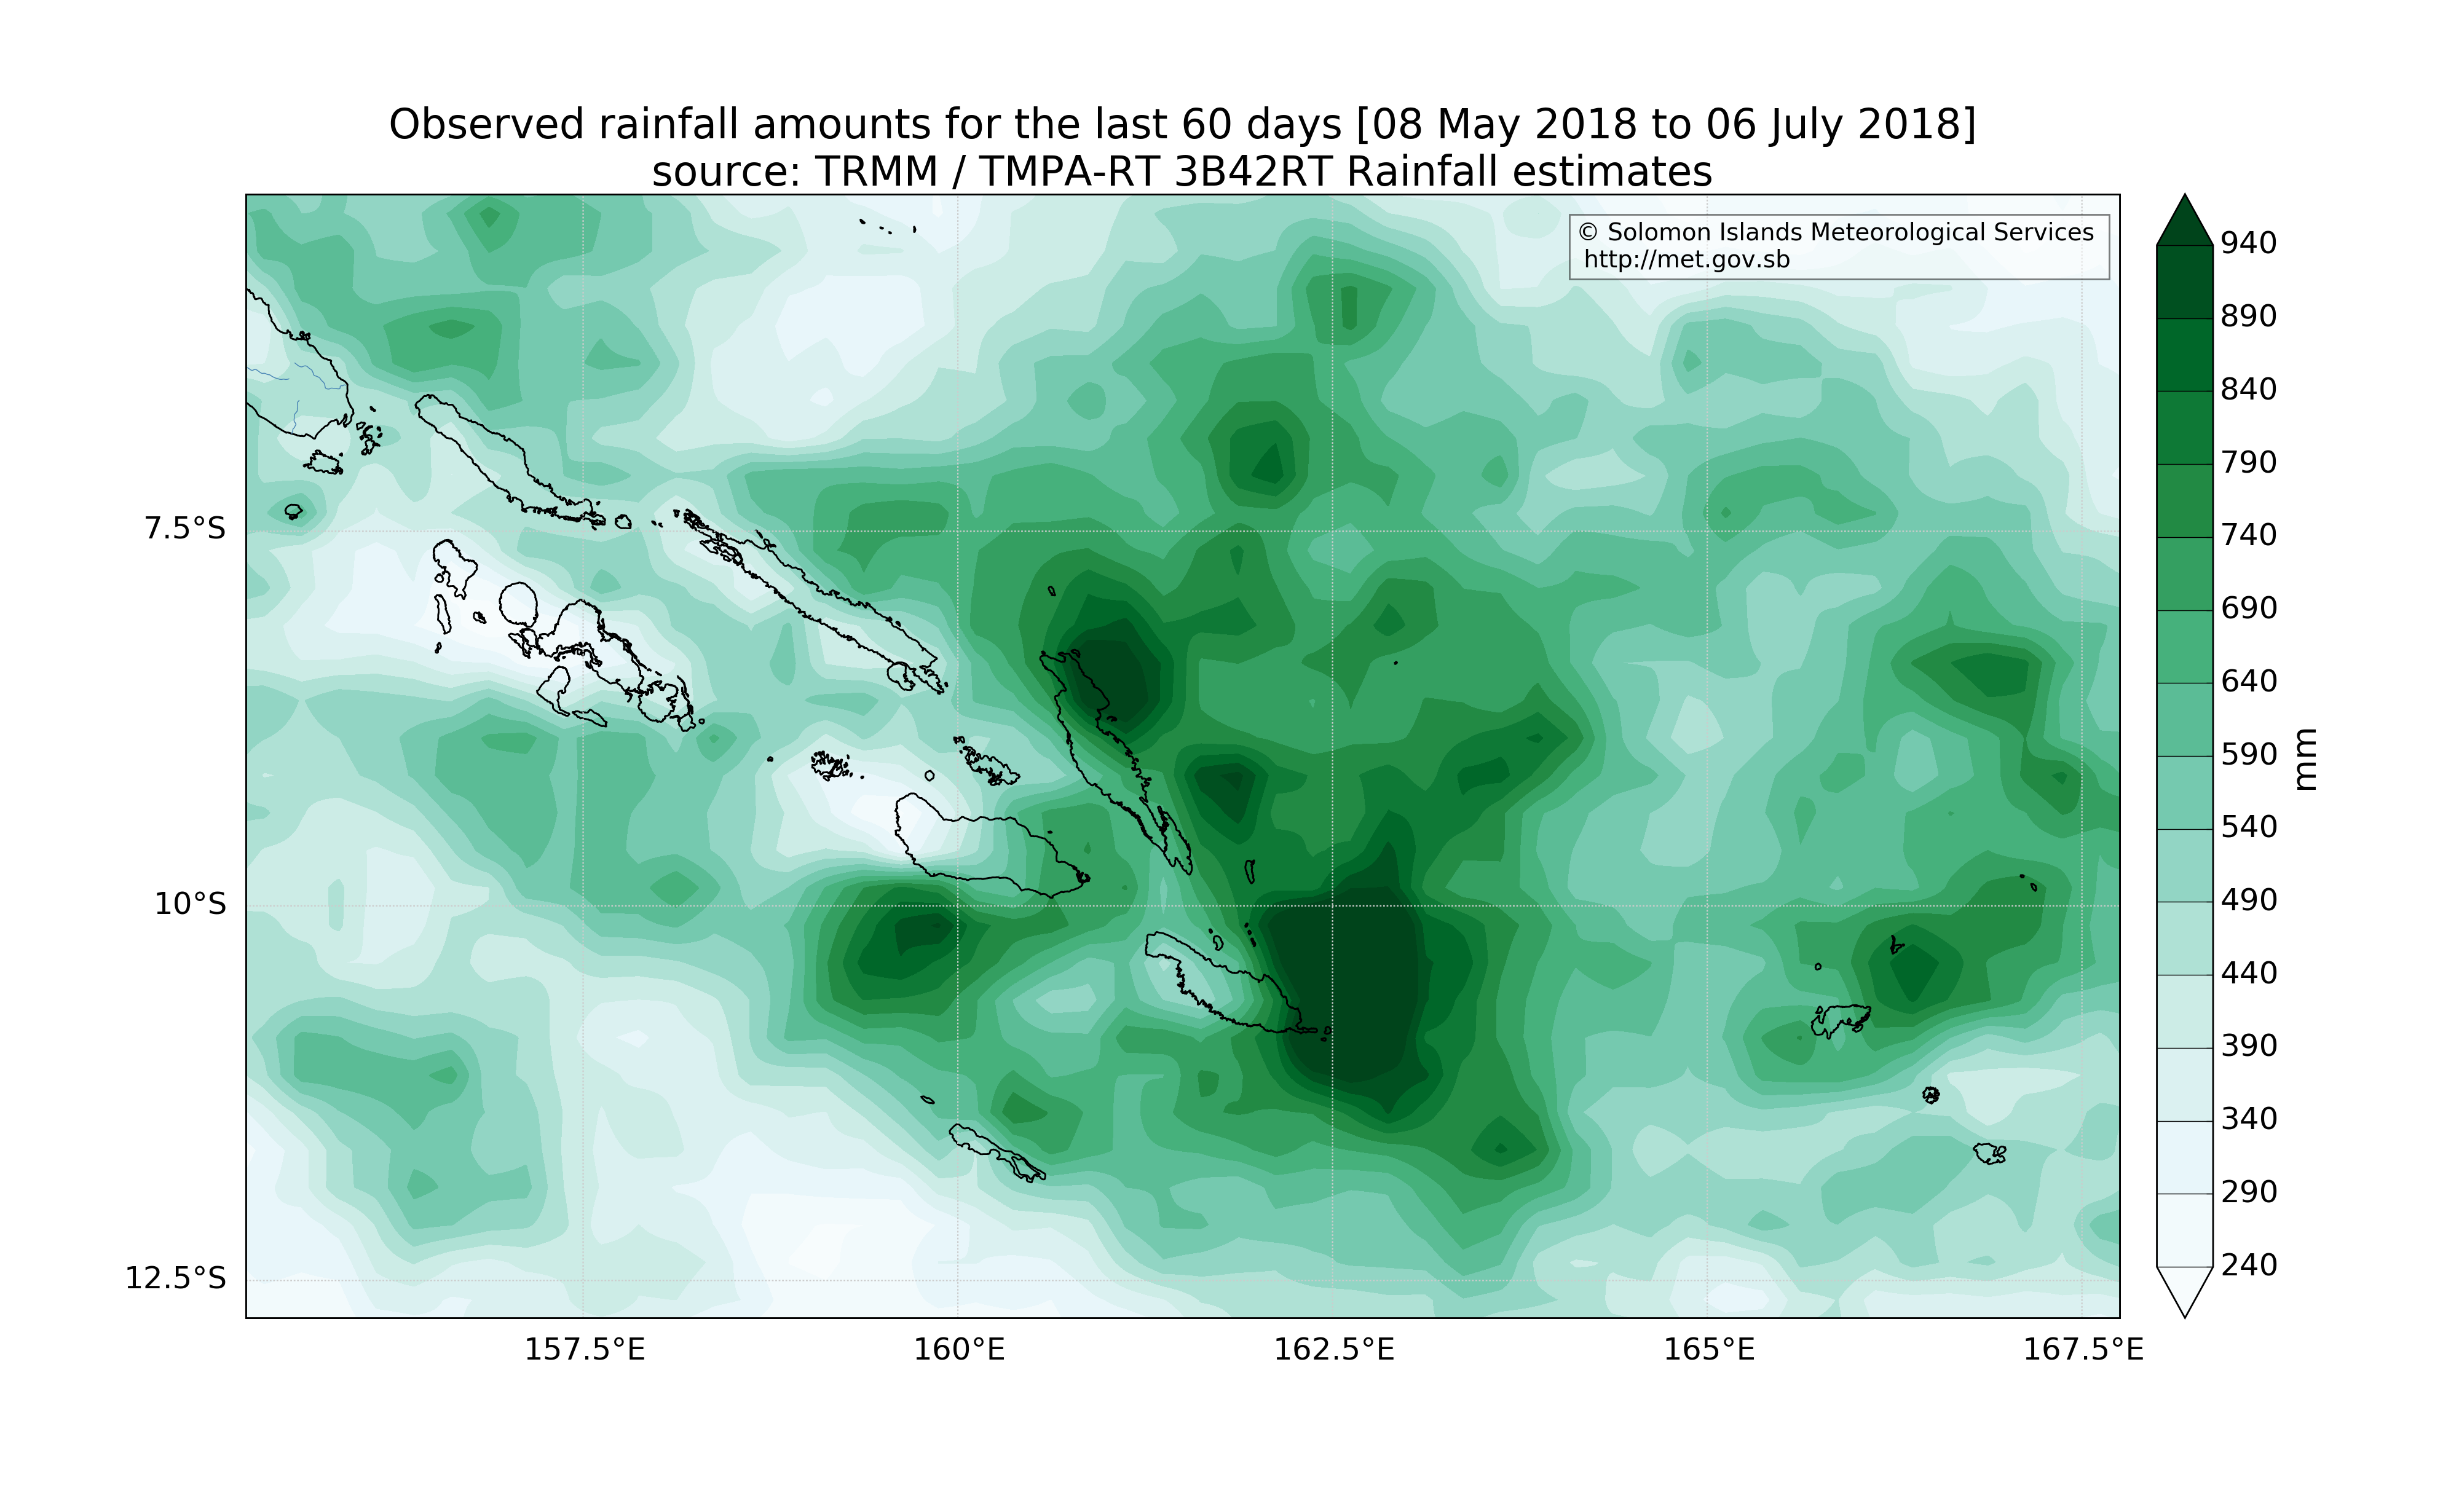 Observed rainfall amounts for the last 60 days [08 May 2018 to 06 July 2018]
source: TRMM / TMPA-RT 3B42RT Rainfall estimates
© Solomon Islands Meteorological Services
http://met.gov.sb
940
890
840
790
740
690
640
590
540
490
440
390
340
290
240
mm
7.5°S
10°S
12.5°S
157.5°E
160°E
162.5°E
165°E
167.5°E